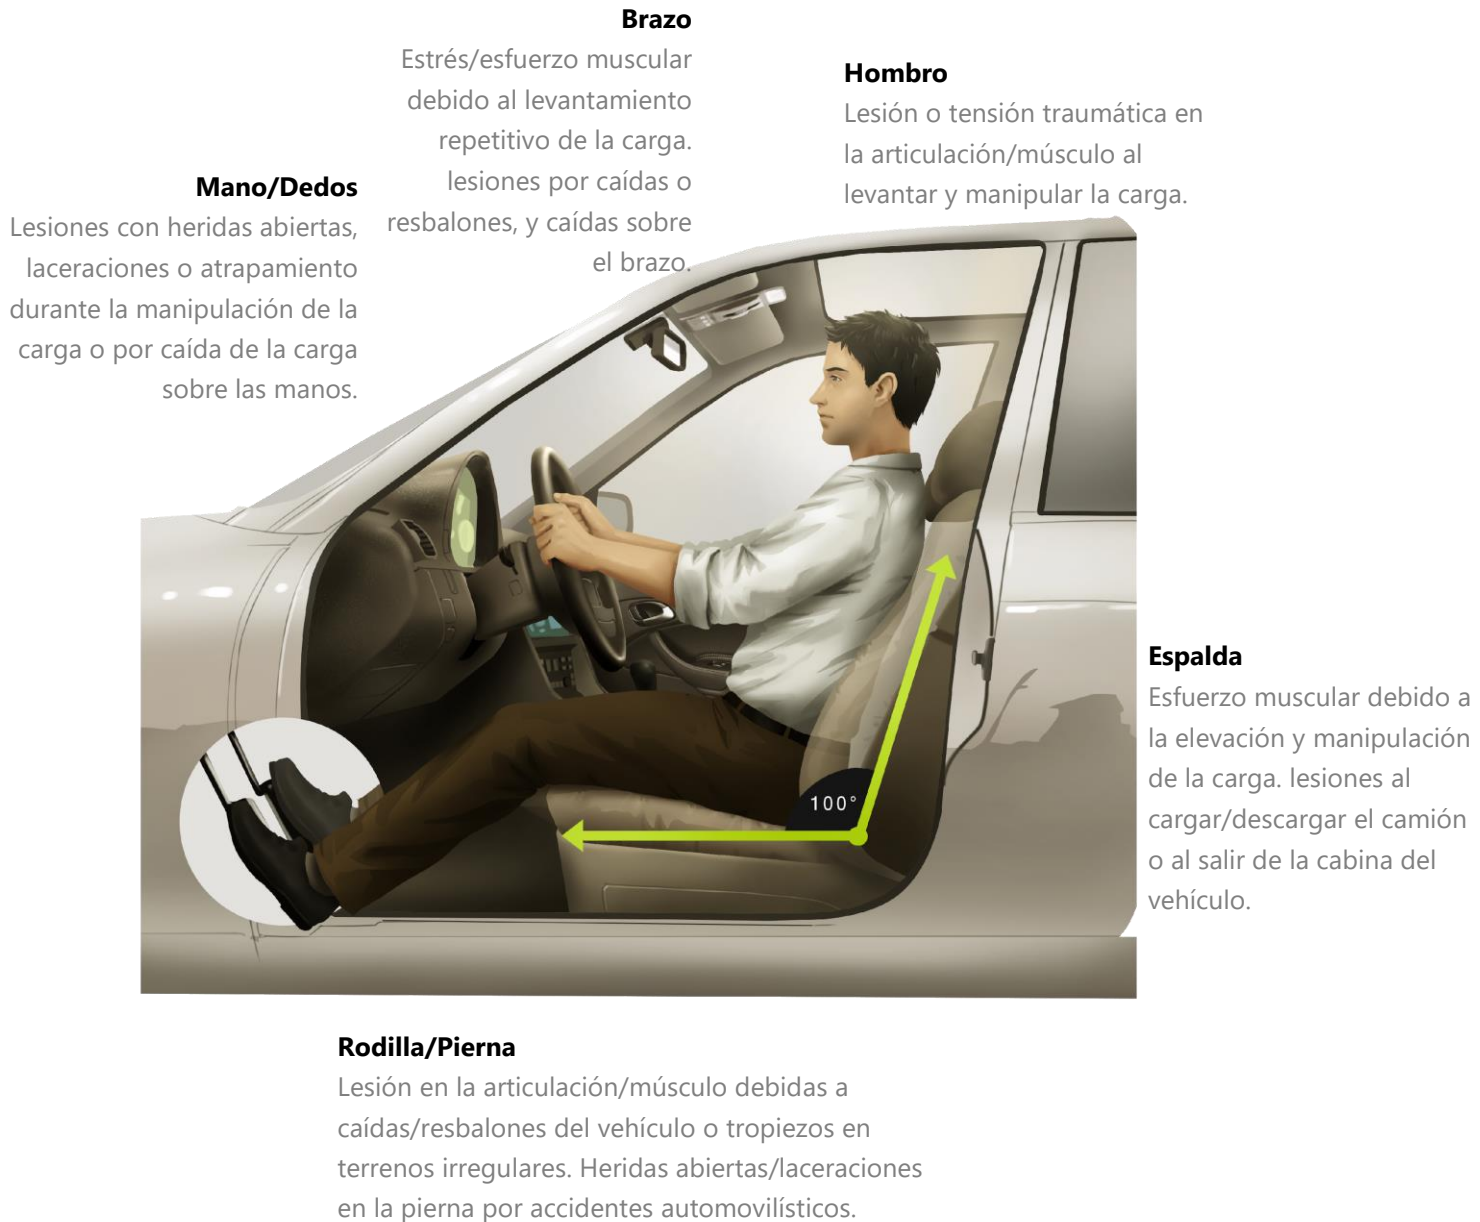 Brazo
Estrés/esfuerzo muscular
debido al levantamiento
repetitivo de la carga.
lesiones por caídas o
resbalones, y caídas sobre
el brazo.
Hombro
Lesión o tensión traumática en
la articulación/músculo al
levantar y manipular la carga.
Mano/Dedos
Lesiones con heridas abiertas,
laceraciones o atrapamiento
durante la manipulación de la
carga o por caída de la carga
sobre las manos.
Espalda
Esfuerzo muscular debido a
la elevación y manipulación
de la carga. lesiones al
cargar/descargar el camión
o al salir de la cabina del
vehículo.
100°
Rodilla/Pierna
Lesión en la articulación/músculo debidas a
caídas/resbalones del vehículo o tropiezos en
terrenos irregulares. Heridas abiertas/laceraciones
en la pierna por accidentes automovilísticos.